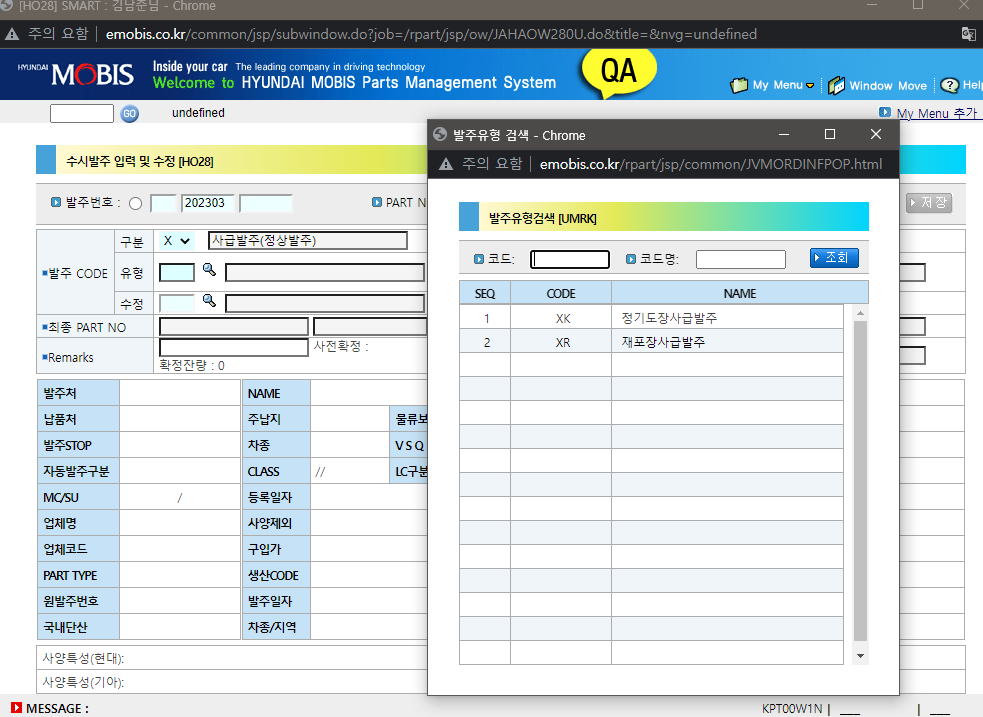 [HO28] SMART : 김남준님 - Chrome
주의 요함 | emobis.co.kr/common/jsp/subwindow.do?job=/rpart/jsp/ow/JAHAOW280U.do&title=&nvg=undefined
HYUNDAI MOBIS
Inside your car The leading company in driving technology
Welcome to HYUNDAI MOBIS Parts Management System
QA
My Menu
Window Move
Help
GO
undefined
My Menu 추가
수시발주 입력 및 수정 [HO28]
발주번호 :
202303
PART N
저장
발주 CODE
구분
X
사급발주(정상발주)
유형
수정
최종 PART NO
Remarks
사전확정 :
확정잔량 : 0
발주처 NAME
납품처 주납지 물류보
발주STOP 차종 V S Q
자동발주구분 CLASS // LC구분
MC/SU / 등록일자
업체명 사양제외
업체코드 구입가
PART TYPE 생산CODE
원발주번호 발주일자
국내단산 차종/지역
사양특성(현대):
사양특성(기아):
MESSAGE :
KPT00W1N | ___ | ___
발주유형 검색 - Chrome
주의 요함 | emobis.co.kr/rpart/jsp/common/JVMORDINFPOP.html
발주유형검색 [UMRK]
코드: 코드명: 조회
SEQ CODE NAME
1 XK 정기도장사급발주
2 XR 재포장사급발주